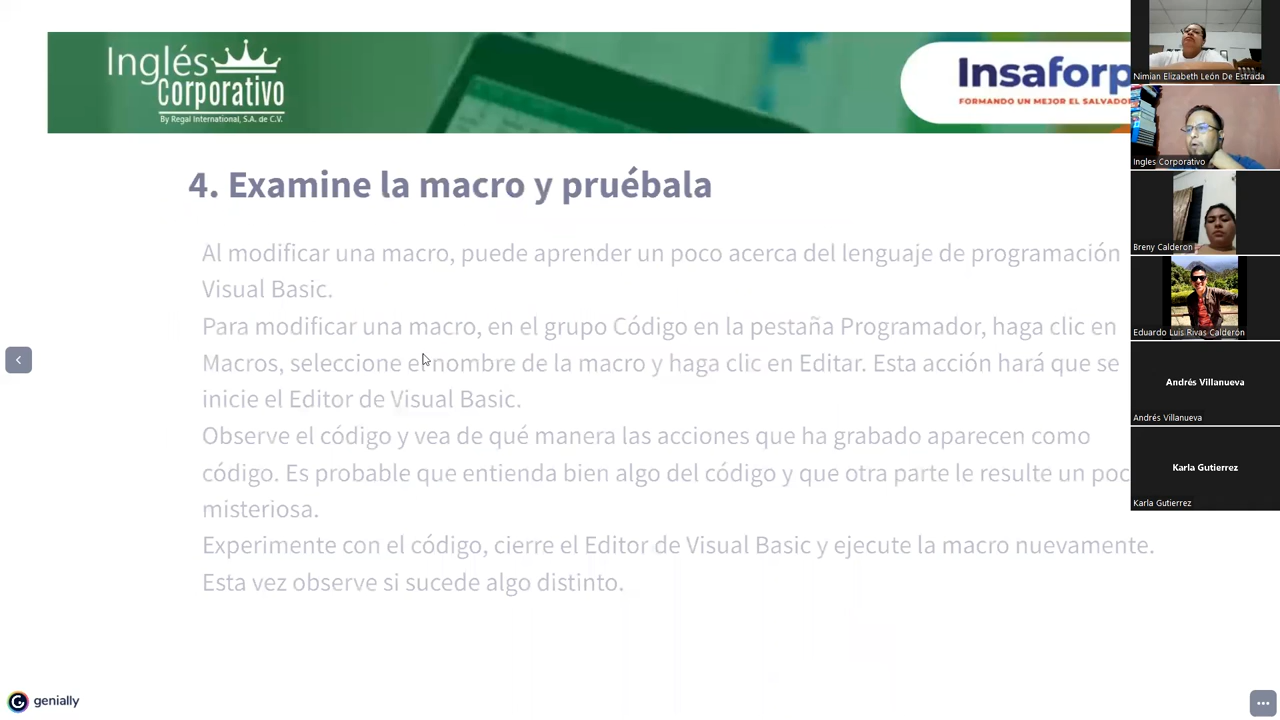 Inglés
Corporativo
By Regal International, S.A. de C.V.
Insaforp
FORMANDO UN MEJOR EL SALVADOR
4. Examine la macro y pruébala
Al modificar una macro, puede aprender un poco acerca del lenguaje de programación
Visual Basic.
Para modificar una macro, en el grupo Código en la pestaña Programador, haga clic en
Macros, seleccione el nombre de la macro y haga clic en Editar. Esta acción hará que se
inicie el Editor de Visual Basic.
Observe el código y vea de qué manera las acciones que ha grabado aparecen como
código. Es probable que entienda bien algo del código y que otra parte le resulte un poc
misteriosa.
Experimente con el código, cierre el Editor de Visual Basic y ejecute la macro nuevamente.
Esta vez observe si sucede algo distinto.
genially
Nimian Elizabeth León De Estrada
Ingles Corporativo
Breny Calderon
Eduardo Luis Rivas Calderón
Andrés Villanueva
Andrés Villanueva
Karla Gutierrez
Karla Gutierrez